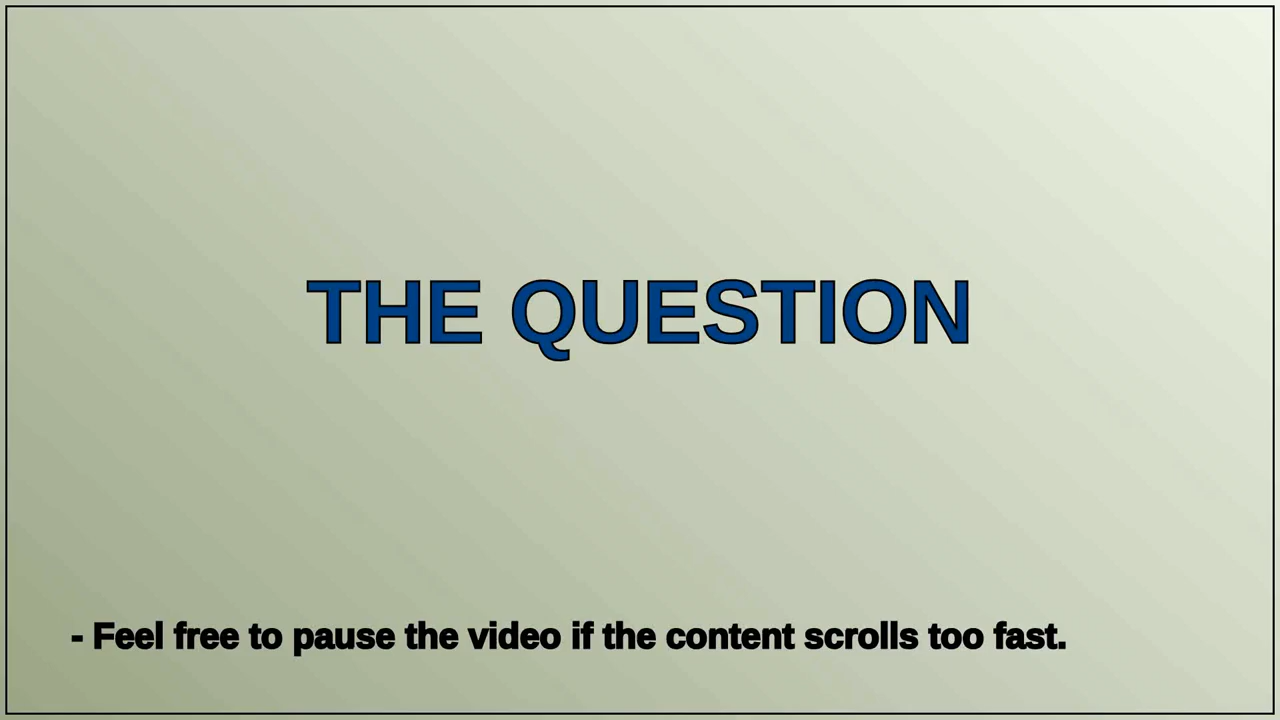 THE QUESTION
- Feel free to pause the video if the content scrolls too fast.